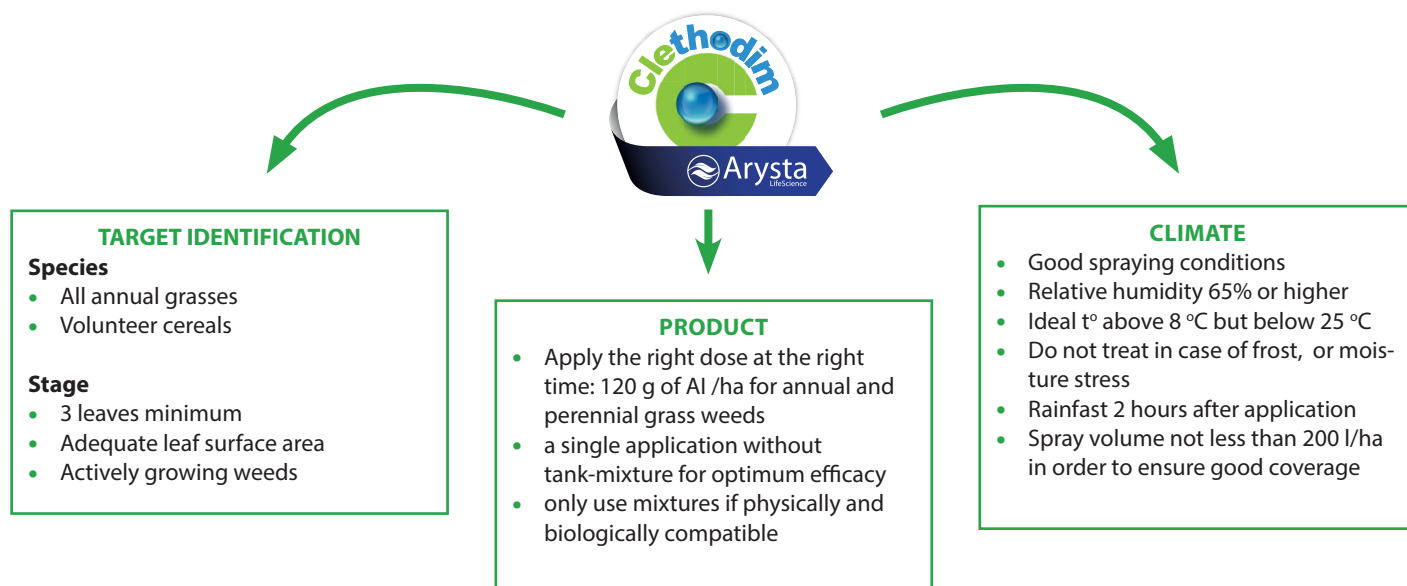 Clethodim
Arysta
LifeScience
TARGET IDENTIFICATION
Species
• All annual grasses
• Volunteer cereals
Stage
• 3 leaves minimum
• Adequate leaf surface area
• Actively growing weeds
PRODUCT
• Apply the right dose at the right
time: 120 g of AI /ha for annual and
perennial grass weeds
• a single application without
tank-mixture for optimum efficacy
• only use mixtures if physically and
biologically compatible
CLIMATE
• Good spraying conditions
• Relative humidity 65% or higher
• Ideal t° above 8 °C but below 25 °C
• Do not treat in case of frost, or mois-
ture stress
• Rainfast 2 hours after application
• Spray volume not less than 200 l/ha
in order to ensure good coverage